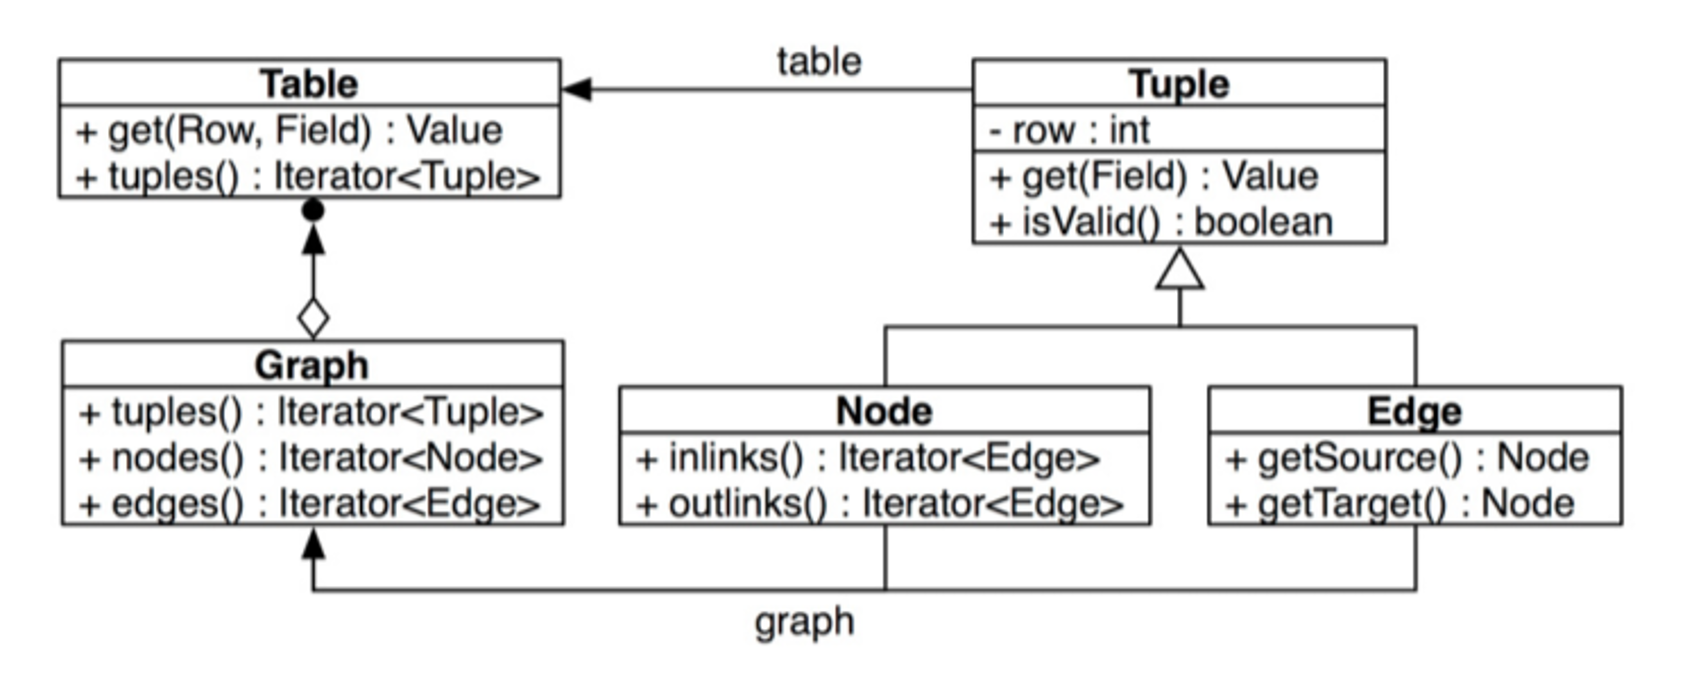 table
Table
+ get(Row, Field) : Value
+ tuples() : Iterator<Tuple>
Tuple
- row : int
+ get(Field) : Value
+ isValid() : boolean
Graph
+ tuples() : Iterator<Tuple>
+ nodes() : Iterator<Node>
+ edges() : Iterator<Edge>
Node
+ inlinks() : Iterator<Edge>
+ outlinks() : Iterator<Edge>
Edge
+ getSource() : Node
+ getTarget() : Node
graph